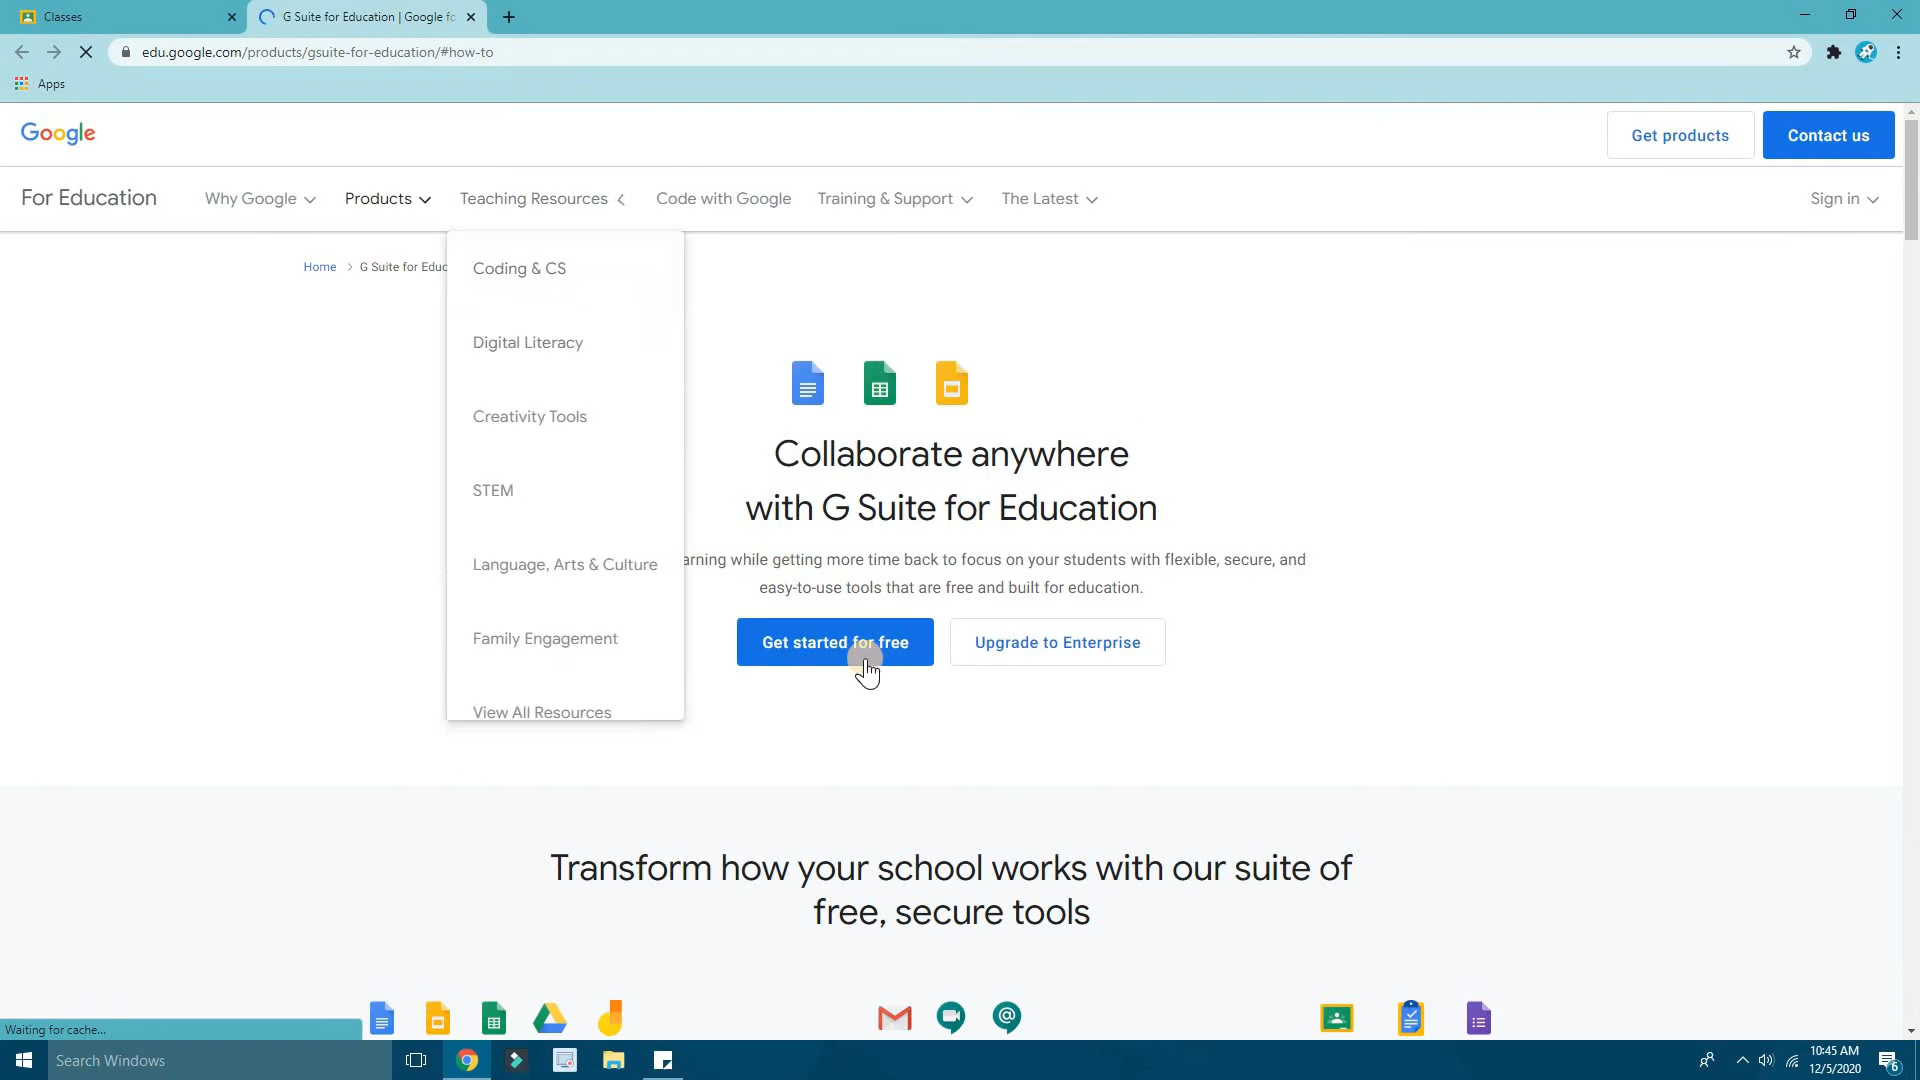 Classes
G Suite for Education | Google fo
edu.google.com/products/gsuite-for-education/#how-to
Apps
Google
Get products
Contact us
For Education
Why Google
Products
Teaching Resources
Code with Google
Training & Support
The Latest
Sign in
Home
G Suite for Educ
Coding & CS
Digital Literacy
Creativity Tools
STEM
Language, Arts & Culture
Family Engagement
View All Resources
Collaborate anywhere
with G Suite for Education
arning while getting more time back to focus on your students with flexible, secure, and
easy-to-use tools that are free and built for education.
Get started for free
Upgrade to Enterprise
Transform how your school works with our suite of
free, secure tools
Waiting for cache...
Search Windows
10:45 AM
12/5/2020
6